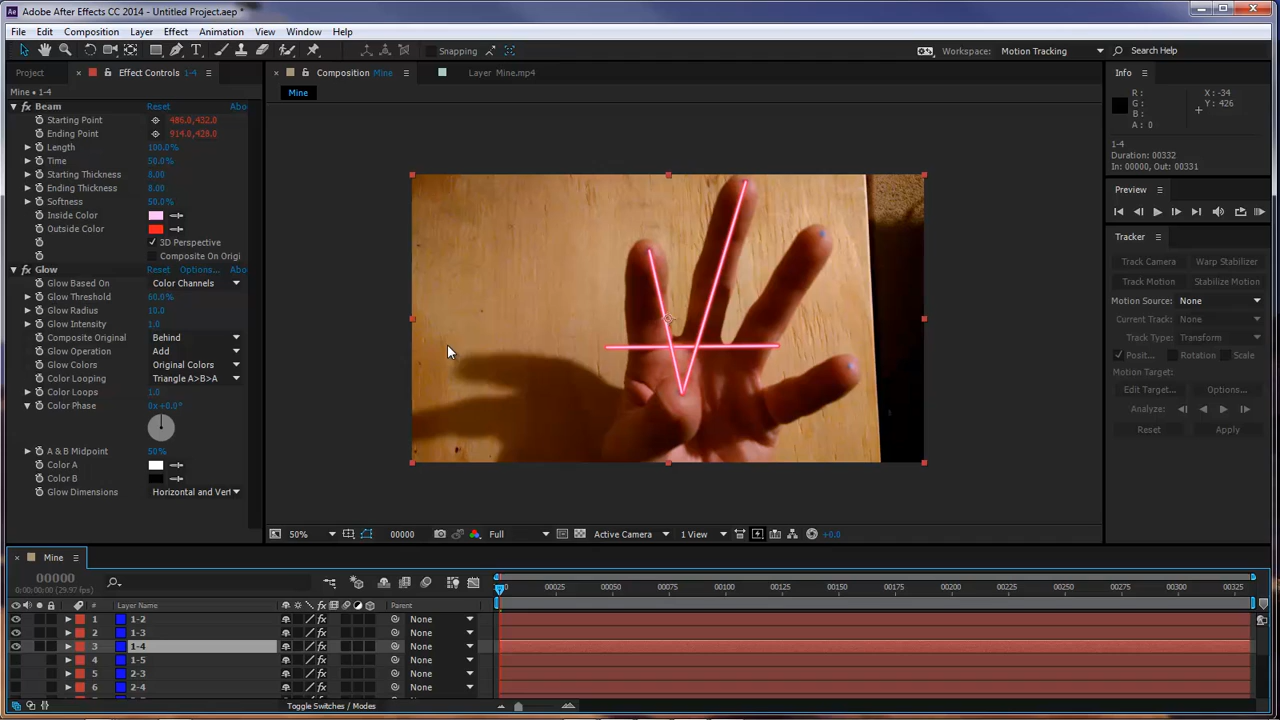 Adobe After Effects CC 2014 - Untitled Project.aep *
File Edit Composition Layer Effect Animation View Window Help
Snapping Workspace: Motion Tracking Search Help
Project Effect Controls 1-4 Composition Mine Layer Mine.mp4 Info
Mine • 1-4 Mine
Beam Reset Abo
Starting Point 486.0,432.0
Ending Point 914.0,428.0
Length 100.0%
Time 50.0%
Starting Thickness 8.00
Ending Thickness 8.00
Softness 50.0%
Inside Color
Outside Color
3D Perspective
Composite On Origi
Glow Reset Options... Abo
Glow Based On Color Channels
Glow Threshold 60.0%
Glow Radius 10.0
Glow Intensity 1.0
Composite Original Behind
Glow Operation Add
Glow Colors Original Colors
Color Looping Triangle A>B>A
Color Loops 1.0
Color Phase 0x+0.0°
A & B Midpoint 50%
Color A
Color B
Glow Dimensions Horizontal and Vert
R : X : -34
G : Y : 426
B :
A : 0
1-4
Duration: 00332
In: 00000, Out: 00331
Preview
Tracker
Track Camera Warp Stabilizer
Track Motion Stabilize Motion
Motion Source: None
Current Track: None
Track Type: Transform
Posit... Rotation Scale
Motion Target:
Edit Target... Options...
Analyze:
Reset Apply
50% 00000 Full Active Camera 1 View +0.0
Mine
00000
0:00:00:00 (29.97 fps)
00025 00050 00075 00100 00125 00150 00175 00200 00225 00250 00275 00300 00325
# Layer Name Parent
1 1-2 None
2 1-3 None
3 1-4 None
4 1-5 None
5 2-3 None
6 2-4 None
Toggle Switches / Modes